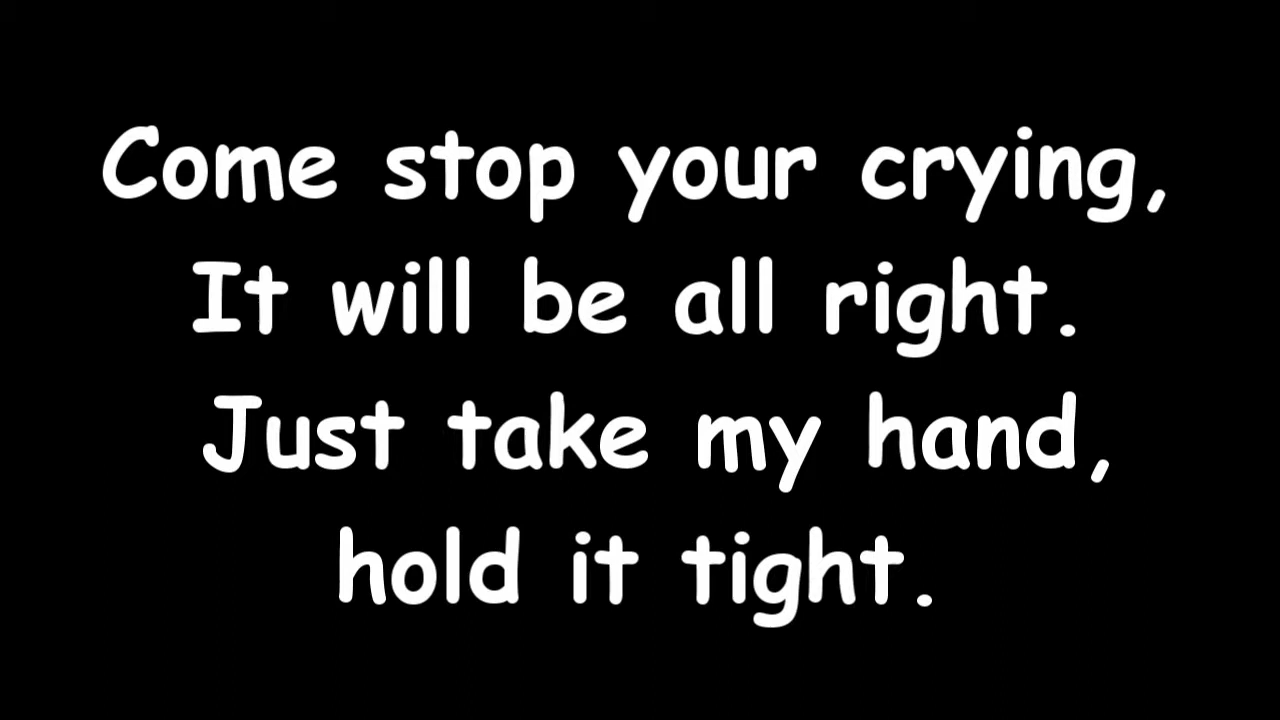 Come stop your crying,
It will be all right.
Just take my hand,
hold it tight.